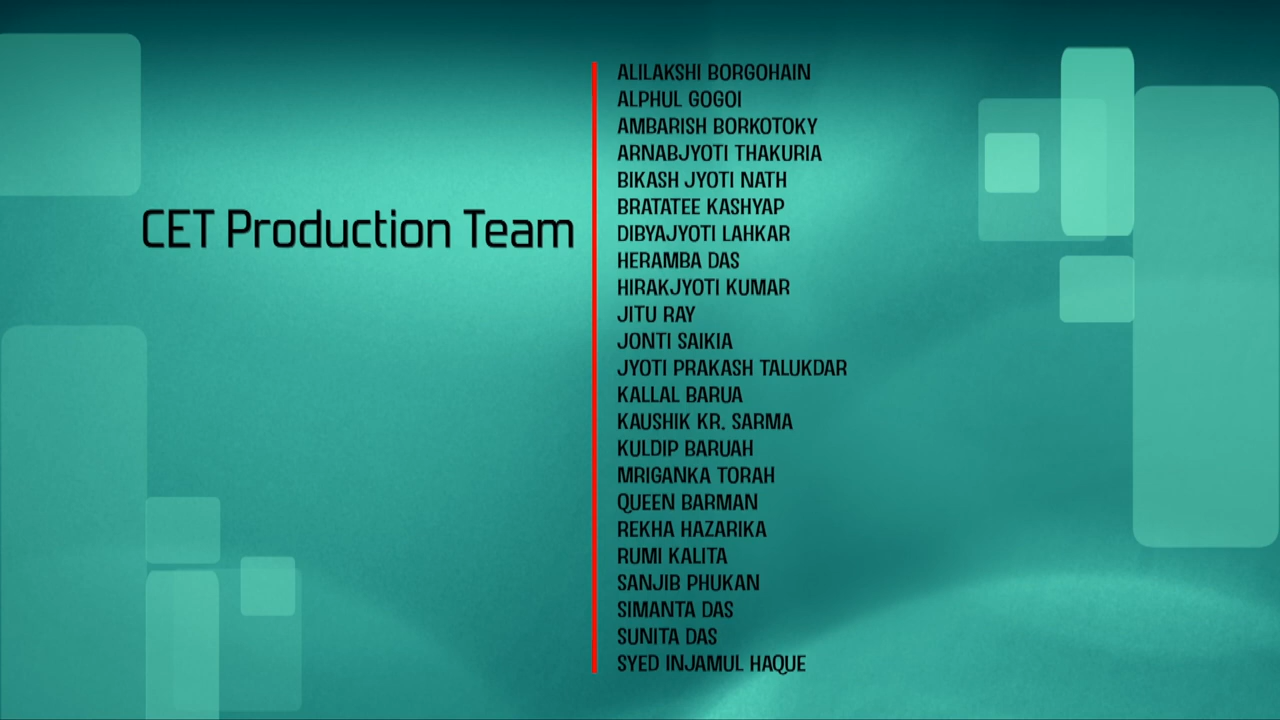 CET Production Team
ALILAKSHI BORGOHAIN
ALPHUL GOGOI
AMBARISH BORKOTOKY
ARNABJYOTI THAKURIA
BIKASH JYOTI NATH
BRATATEE KASHYAP
DIBYAJYOTI LAHKAR
HERAMBA DAS
HIRAKJYOTI KUMAR
JITU RAY
JONTI SAIKIA
JYOTI PRAKASH TALUKDAR
KALLAL BARUA
KAUSHIK KR. SARMA
KULDIP BARUAH
MRIGANKA TORAH
QUEEN BARMAN
REKHA HAZARIKA
RUMI KALITA
SANJIB PHUKAN
SIMANTA DAS
SUNITA DAS
SYED INJAMUL HAQUE